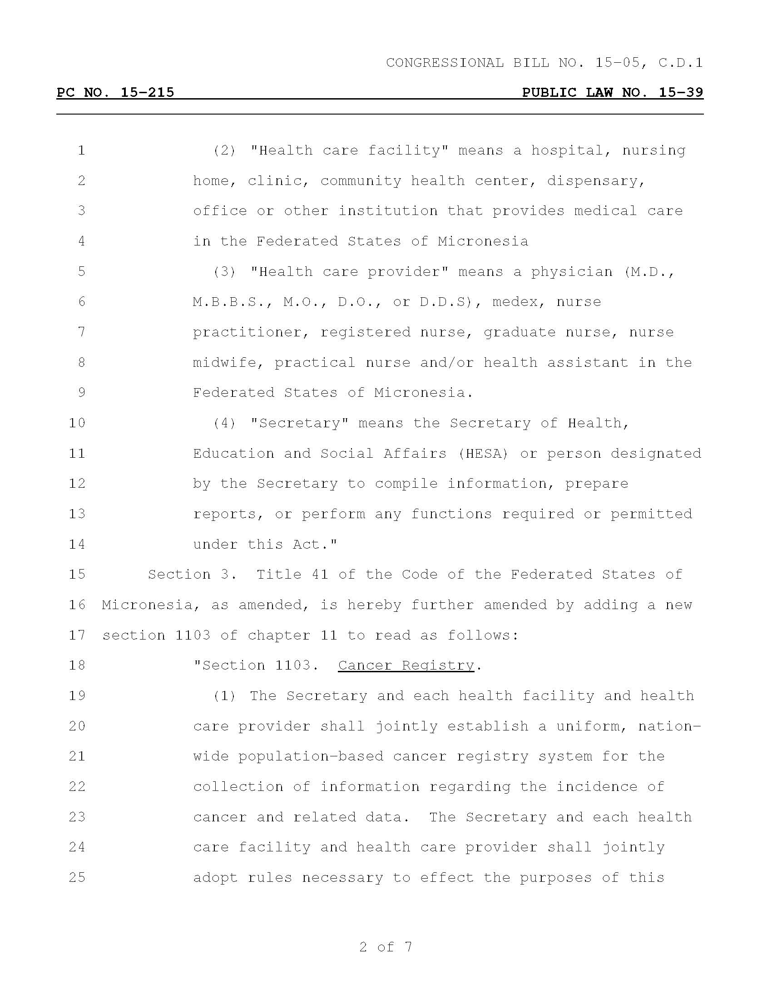 CONGRESSIONAL BILL NO. 15-05, C.D.1
PC NO. 15-215 PUBLIC LAW NO. 15-39
1 (2) "Health care facility" means a hospital, nursing
2 home, clinic, community health center, dispensary,
3 office or other institution that provides medical care
4 in the Federated States of Micronesia
5 (3) "Health care provider" means a physician (M.D.,
6 M.B.B.S., M.O., D.O., or D.D.S), medex, nurse
7 practitioner, registered nurse, graduate nurse, nurse
8 midwife, practical nurse and/or health assistant in the
9 Federated States of Micronesia.
10 (4) "Secretary" means the Secretary of Health,
11 Education and Social Affairs (HESA) or person designated
12 by the Secretary to compile information, prepare
13 reports, or perform any functions required or permitted
14 under this Act."
15 Section 3. Title 41 of the Code of the Federated States of
16 Micronesia, as amended, is hereby further amended by adding a new
17 section 1103 of chapter 11 to read as follows:
18 "Section 1103. Cancer Registry.
19 (1) The Secretary and each health facility and health
20 care provider shall jointly establish a uniform, nation-
21 wide population-based cancer registry system for the
22 collection of information regarding the incidence of
23 cancer and related data. The Secretary and each health
24 care facility and health care provider shall jointly
25 adopt rules necessary to effect the purposes of this
2 of 7